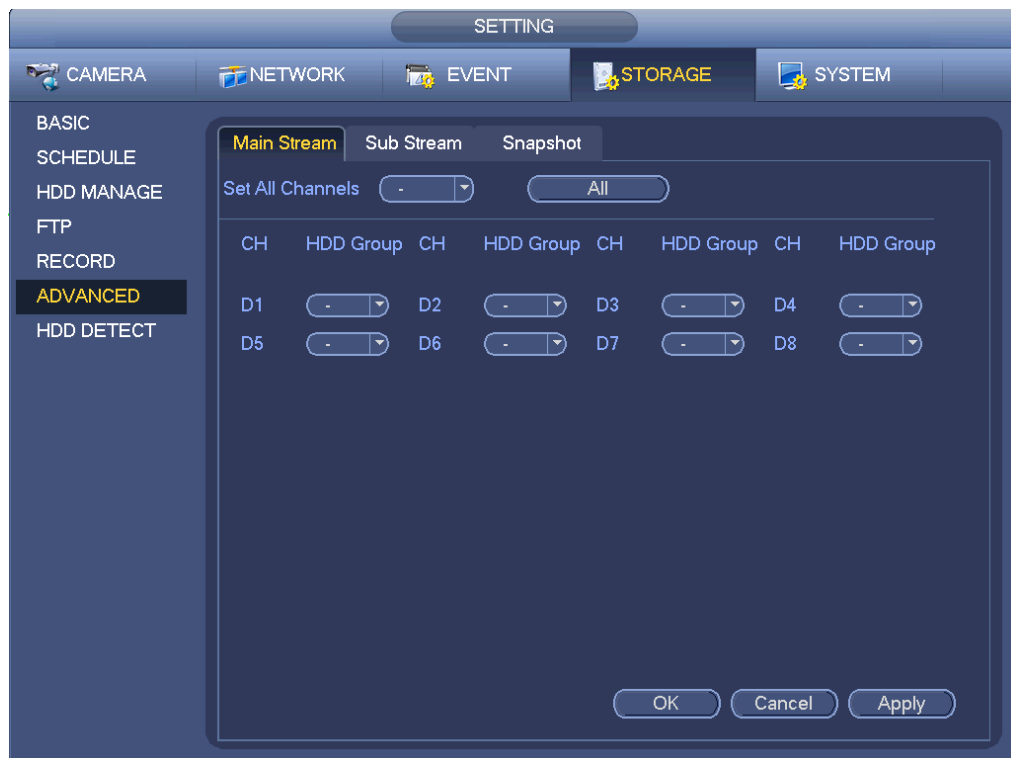 SETTING
CAMERA NETWORK EVENT STORAGE SYSTEM
BASIC
SCHEDULE
HDD MANAGE
FTP
RECORD
ADVANCED
HDD DETECT
Main Stream Sub Stream Snapshot
Set All Channels - All
CH HDD Group CH HDD Group CH HDD Group CH HDD Group
D1 - D2 - D3 - D4 -
D5 - D6 - D7 - D8 -
OK Cancel Apply